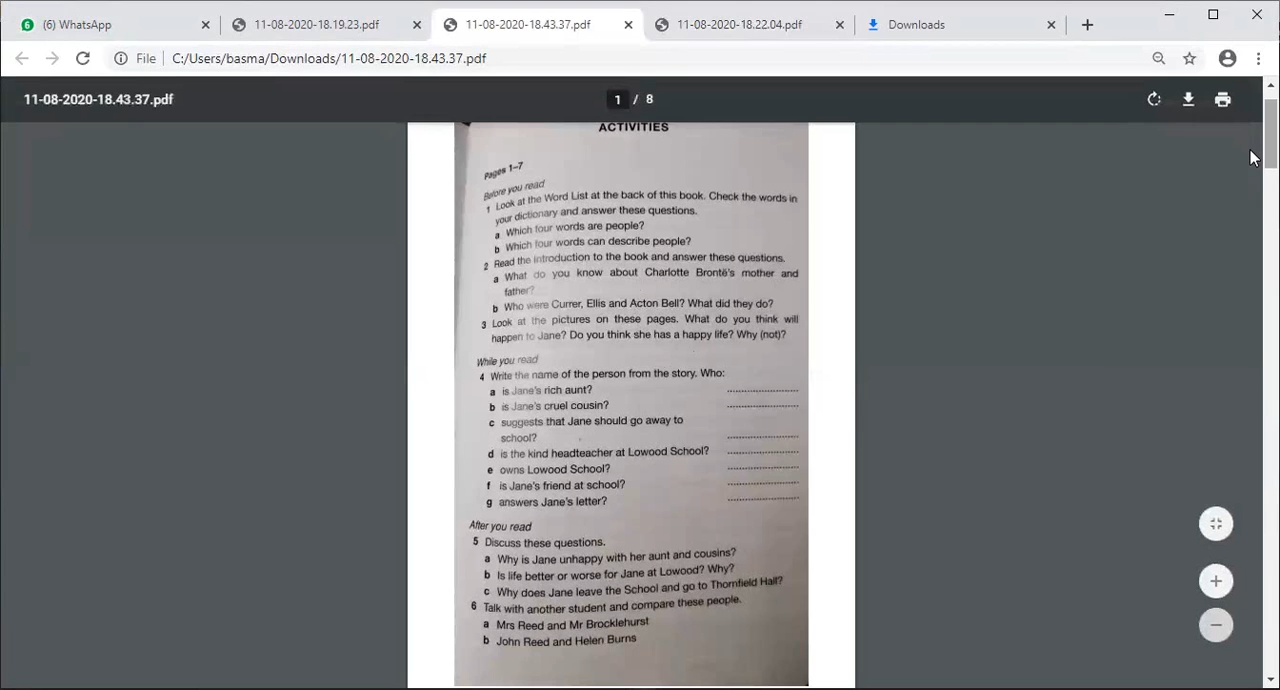 (6) WhatsApp
11-08-2020-18.19.23.pdf
11-08-2020-18.43.37.pdf
11-08-2020-18.22.04.pdf
Downloads
File
C:/Users/basma/Downloads/11-08-2020-18.43.37.pdf
11-08-2020-18.43.37.pdf
1 / 8
ACTIVITIES
Pages 1–7
Before you read
1 Look at the Word List at the back of this book. Check the words in
your dictionary and answer these questions.
a Which four words are people?
b Which four words can describe people?
2 Read the introduction to the book and answer these questions.
a What do you know about Charlotte Brontë's mother and
father?
b Who were Currer, Ellis and Acton Bell? What did they do?
3 Look at the pictures on these pages. What do you think will
happen to Jane? Do you think she has a happy life? Why (not)?
While you read
4 Write the name of the person from the story. Who:
a is Jane's rich aunt?
b is Jane's cruel cousin?
c suggests that Jane should go away to
school?
d is the kind headteacher at Lowood School?
e owns Lowood School?
f is Jane's friend at school?
g answers Jane's letter?
After you read
5 Discuss these questions.
a Why is Jane unhappy with her aunt and cousins?
b Is life better or worse for Jane at Lowood? Why?
c Why does Jane leave the School and go to Thornfield Hall?
6 Talk with another student and compare these people.
a Mrs Reed and Mr Brocklehurst
b John Reed and Helen Burns